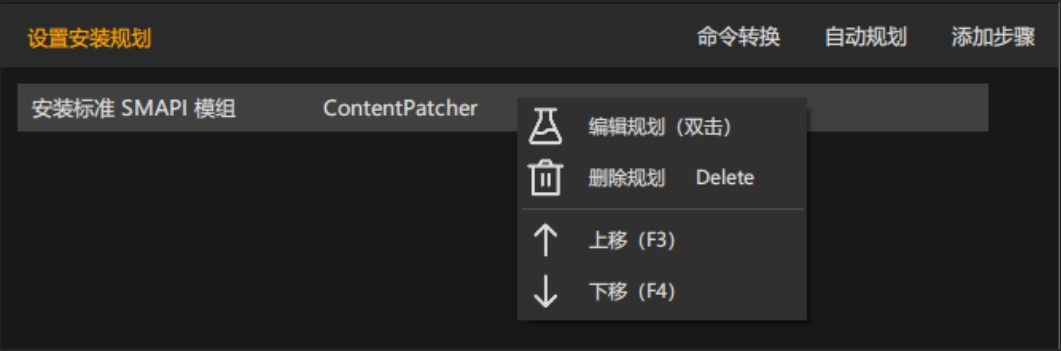 设置安装规划 命令转换 自动规划 添加步骤
安装标准 SMAPI 模组 ContentPatcher
编辑规划（双击）
删除规划 Delete
上移（F3）
下移（F4）